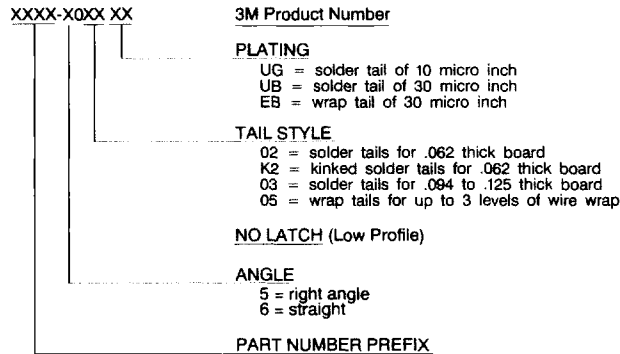 XXXX-X0XX XX 3M Product Number
PLATING
UG = solder tail of 10 micro inch
UB = solder tail of 30 micro inch
EB = wrap tail of 30 micro inch
TAIL STYLE
02 = solder tails for .062 thick board
K2 = kinked solder tails for .062 thick board
03 = solder tails for .094 to .125 thick board
05 = wrap tails for up to 3 levels of wire wrap
NO LATCH (Low Profile)
ANGLE
5 = right angle
6 = straight
PART NUMBER PREFIX